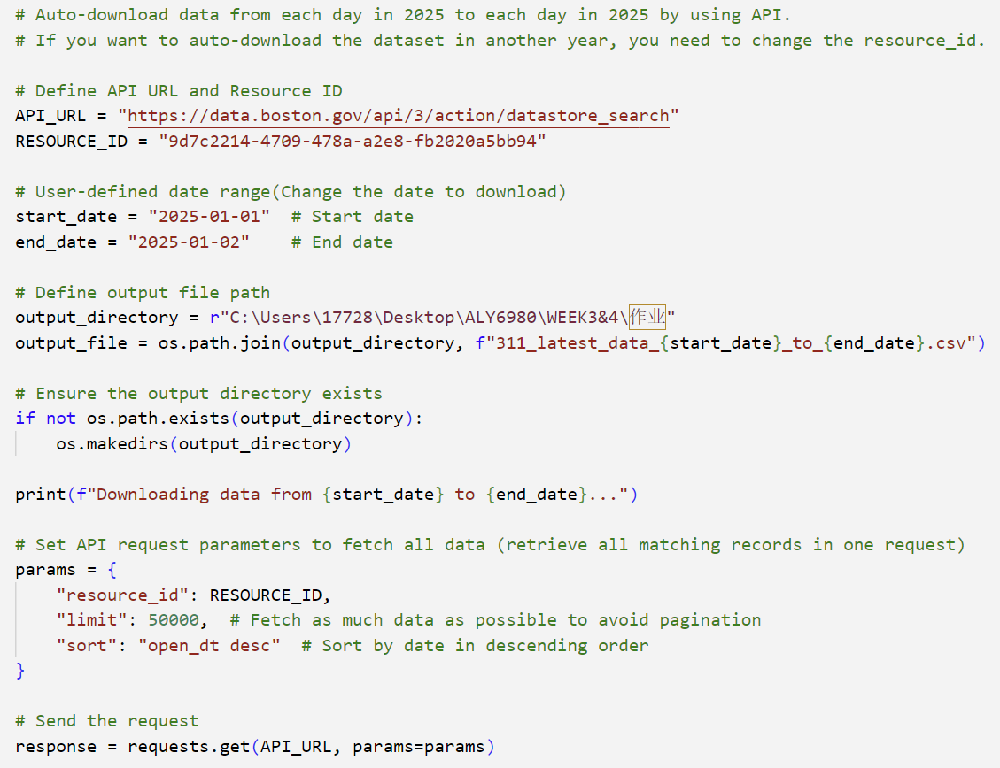 # Auto-download data from each day in 2025 to each day in 2025 by using API.
# If you want to auto-download the dataset in another year, you need to change the resource_id.
# Define API URL and Resource ID
API_URL = "https://data.boston.gov/api/3/action/datastore_search"
RESOURCE_ID = "9d7c2214-4709-478a-a2e8-fb2020a5bb94"
# User-defined date range(Change the date to download)
start_date = "2025-01-01"  # Start date
end_date = "2025-01-02"    # End date
# Define output file path
output_directory = r"C:\Users\17728\Desktop\ALY6980\WEEK3&4\作业"
output_file = os.path.join(output_directory, f"311_latest_data_{start_date}_to_{end_date}.csv")
# Ensure the output directory exists
if not os.path.exists(output_directory):
    os.makedirs(output_directory)
print(f"Downloading data from {start_date} to {end_date}...")
# Set API request parameters to fetch all data (retrieve all matching records in one request)
params = {
    "resource_id": RESOURCE_ID,
    "limit": 50000,  # Fetch as much data as possible to avoid pagination
    "sort": "open_dt desc"  # Sort by date in descending order
}
# Send the request
response = requests.get(API_URL, params=params)